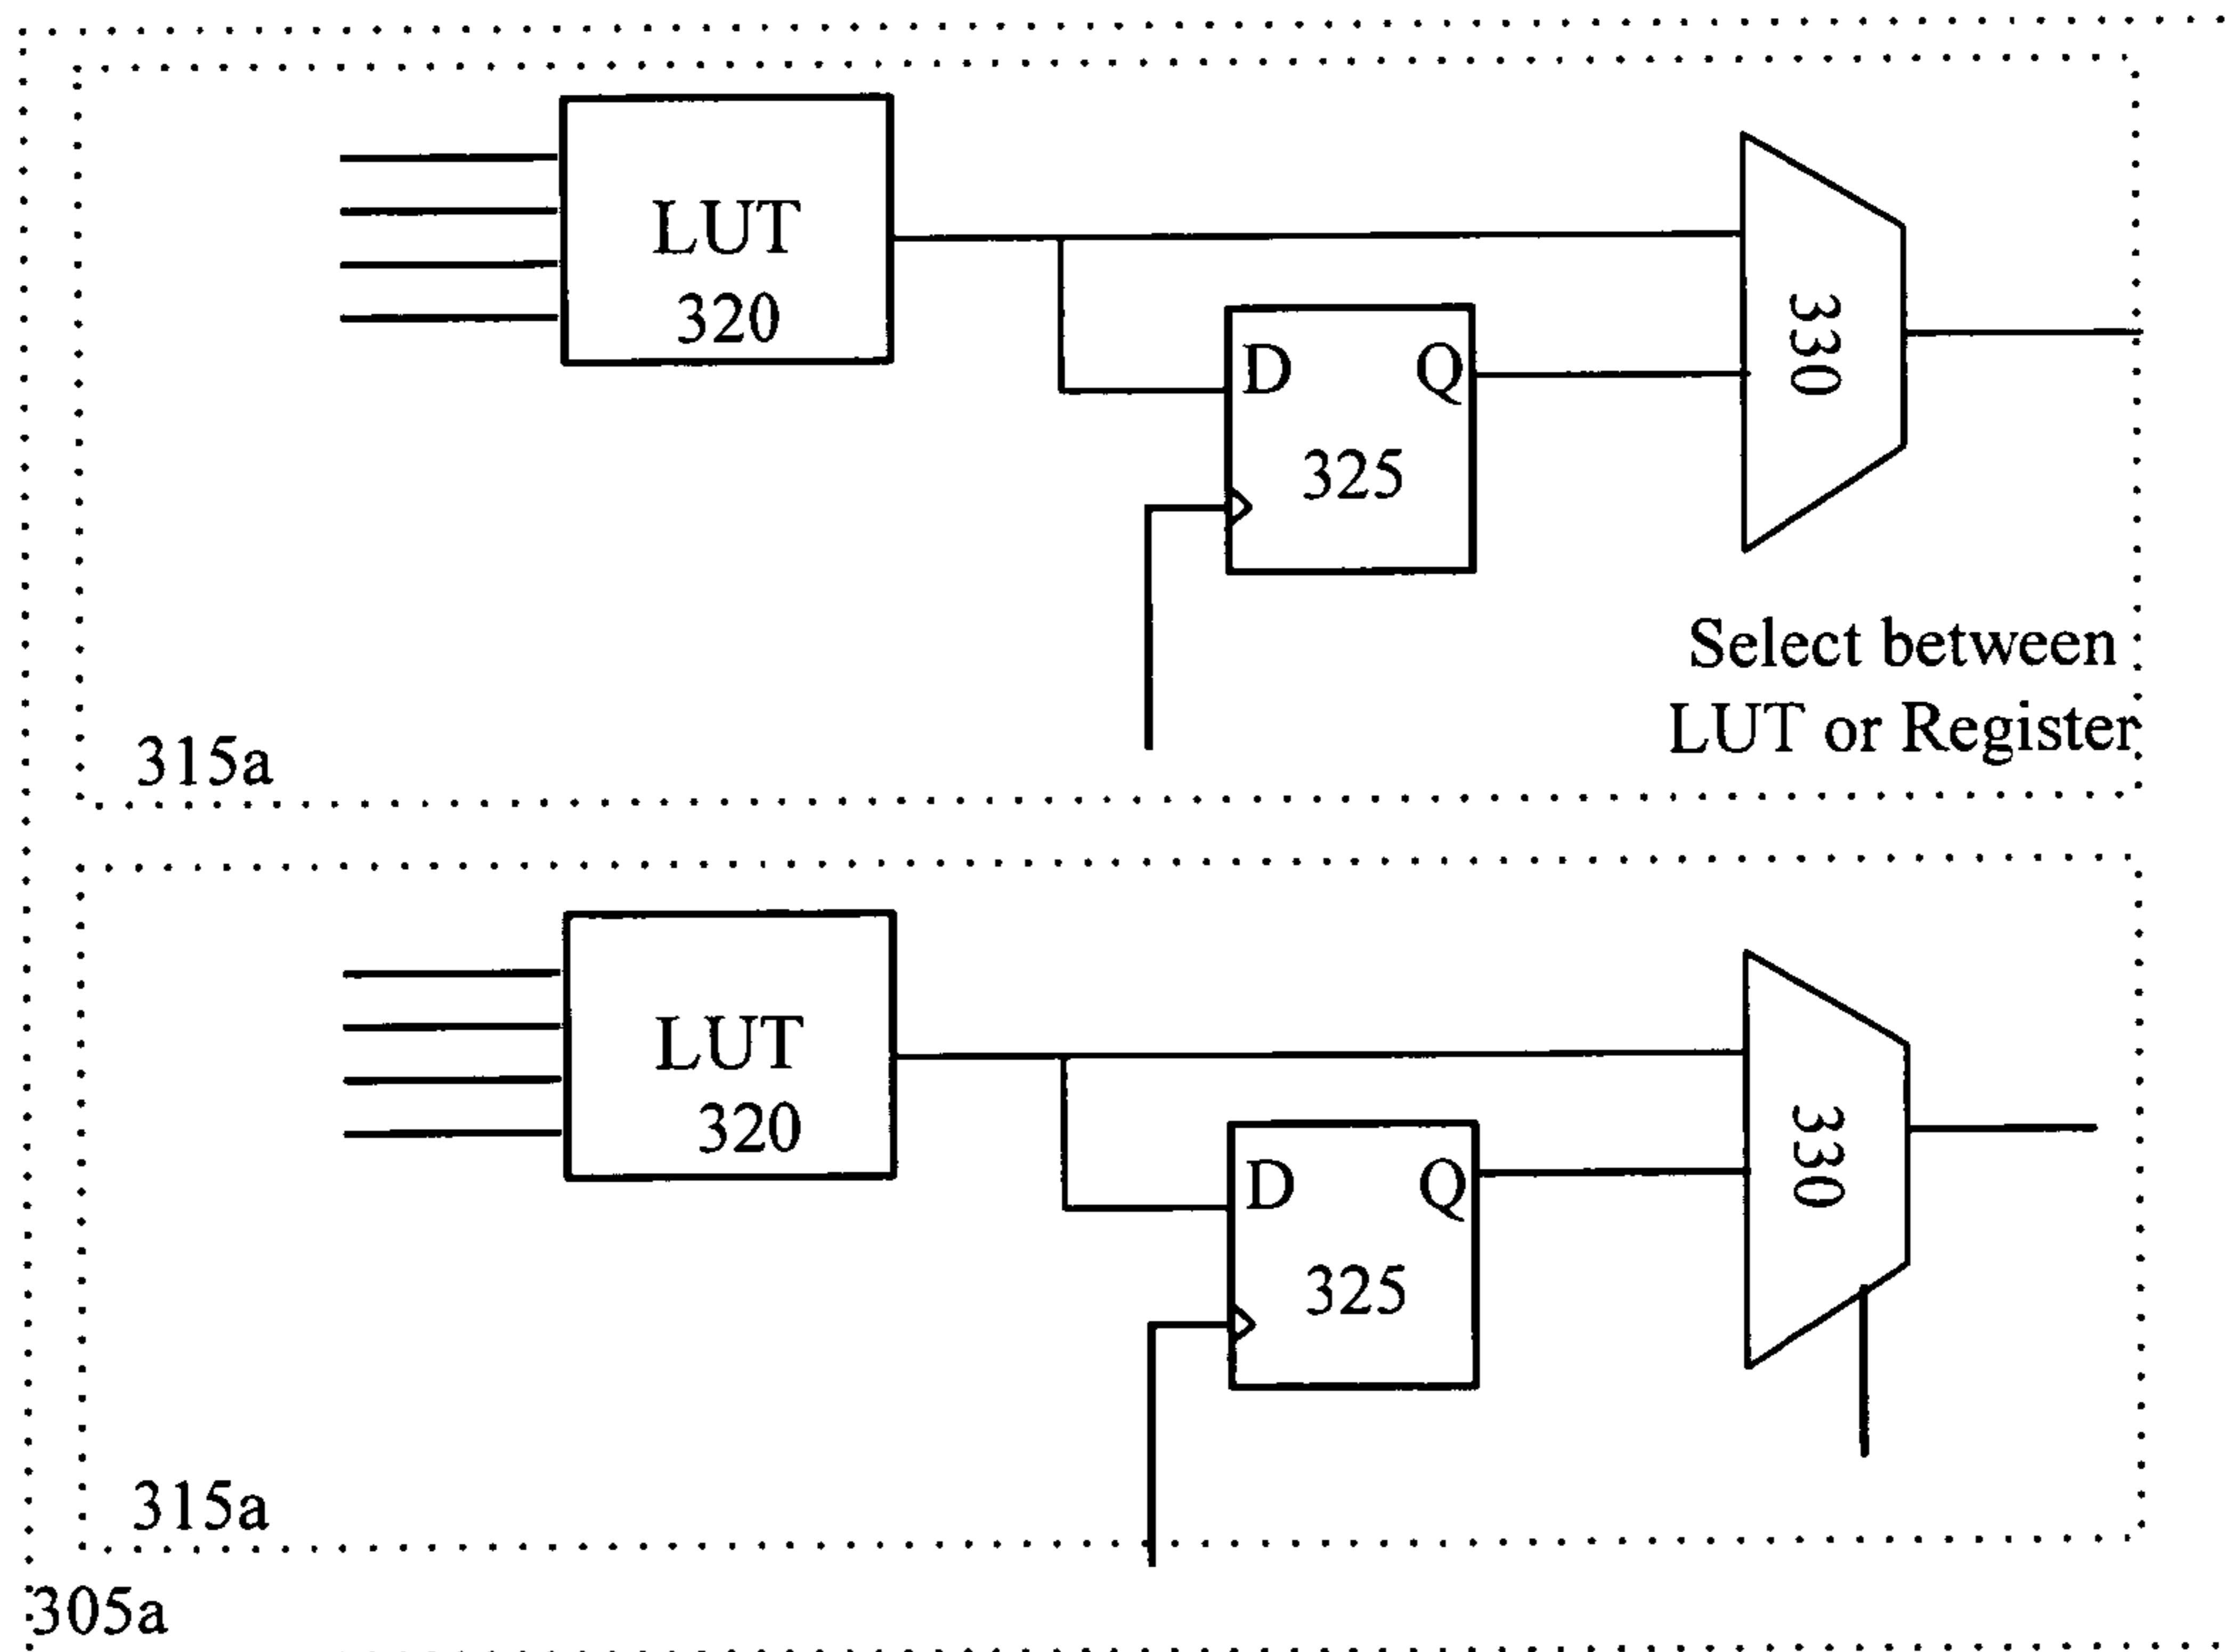 LUT
320
330
D
Q
325
Select between
LUT or Register
315a
LUT
320
330
D
Q
325
315a
305a